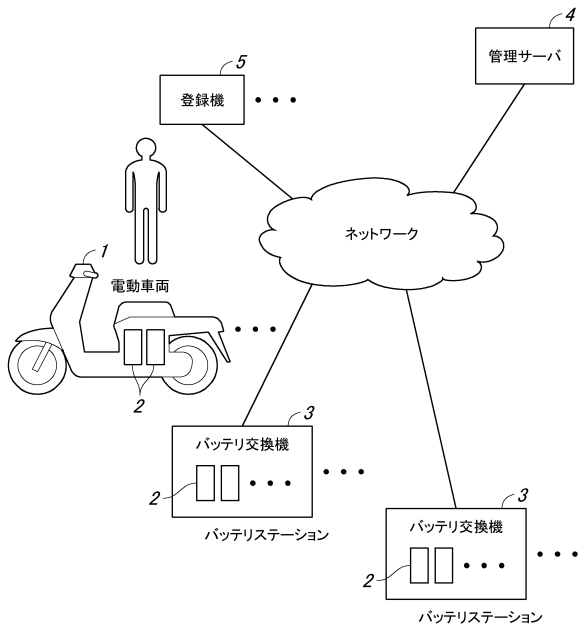 4
管理サーバ
5
登録機
ネットワーク
1
電動車両
2
3
バッテリ交換機
2
バッテリステーション
3
バッテリ交換機
2
バッテリステーション